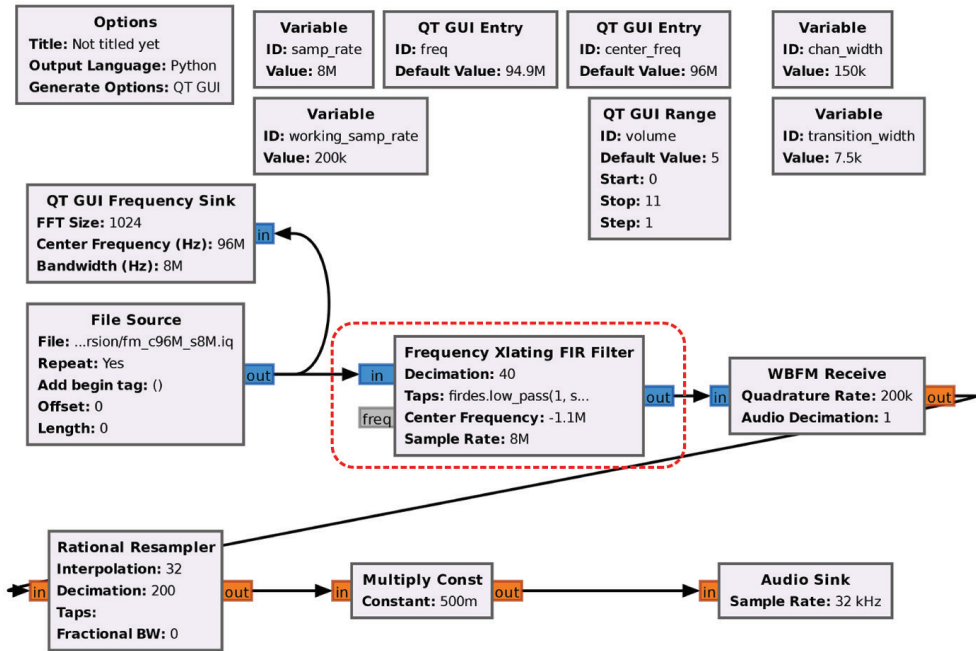 Options
Title: Not titled yet
Output Language: Python
Generate Options: QT GUI
Variable
ID: samp_rate
Value: 8M
QT GUI Entry
ID: freq
Default Value: 94.9M
QT GUI Entry
ID: center_freq
Default Value: 96M
Variable
ID: chan_width
Value: 150k
Variable
ID: working_samp_rate
Value: 200k
QT GUI Range
ID: volume
Default Value: 5
Start: 0
Stop: 11
Step: 1
Variable
ID: transition_width
Value: 7.5k
QT GUI Frequency Sink
FFT Size: 1024
Center Frequency (Hz): 96M
Bandwidth (Hz): 8M
in
File Source
File: ...rsion/fm_c96M_s8M.iq
Repeat: Yes
Add begin tag: ()
Offset: 0
Length: 0
out
in
freq
Frequency Xlating FIR Filter
Decimation: 40
Taps: firdes.low_pass(1, s...
Center Frequency: -1.1M
Sample Rate: 8M
out
in
WBFM Receive
Quadrature Rate: 200k
Audio Decimation: 1
out
in
Rational Resampler
Interpolation: 32
Decimation: 200
Taps:
Fractional BW: 0
out
in
Multiply Const
Constant: 500m
out
in
Audio Sink
Sample Rate: 32 kHz